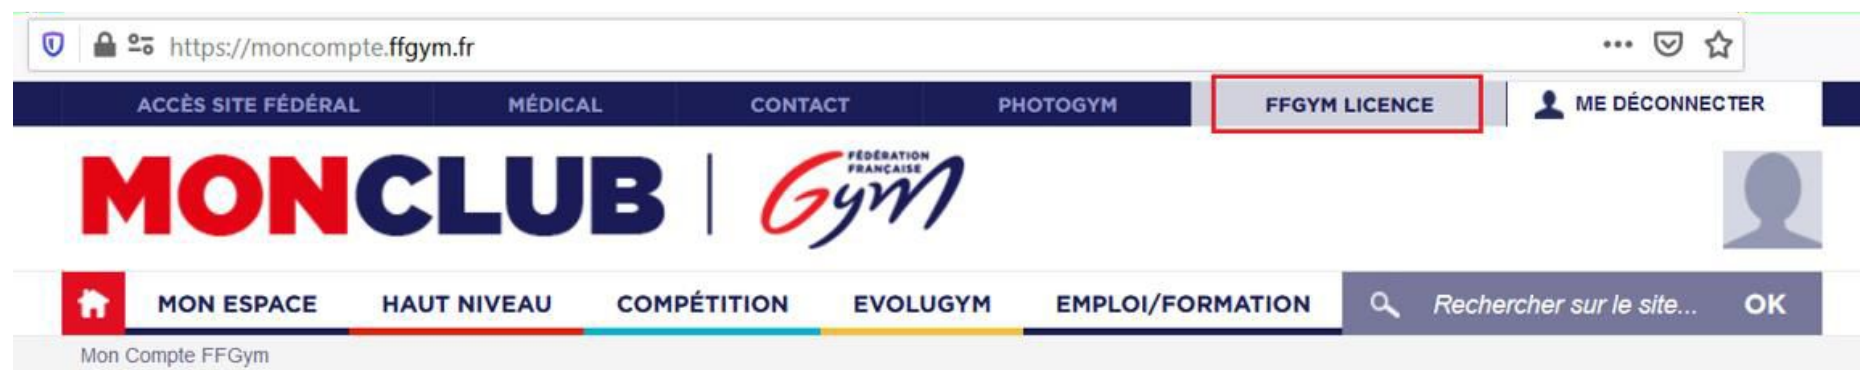 https://moncompte.ffgym.fr
ACCÈS SITE FÉDÉRAL MÉDICAL CONTACT PHOTOGYM FFGYM LICENCE ME DÉCONNECTER
MONCLUB | FÉDÉRATION FRANÇAISE Gym
MON ESPACE HAUT NIVEAU COMPÉTITION EVOLUGYM EMPLOI/FORMATION Rechercher sur le site... OK
Mon Compte FFGym